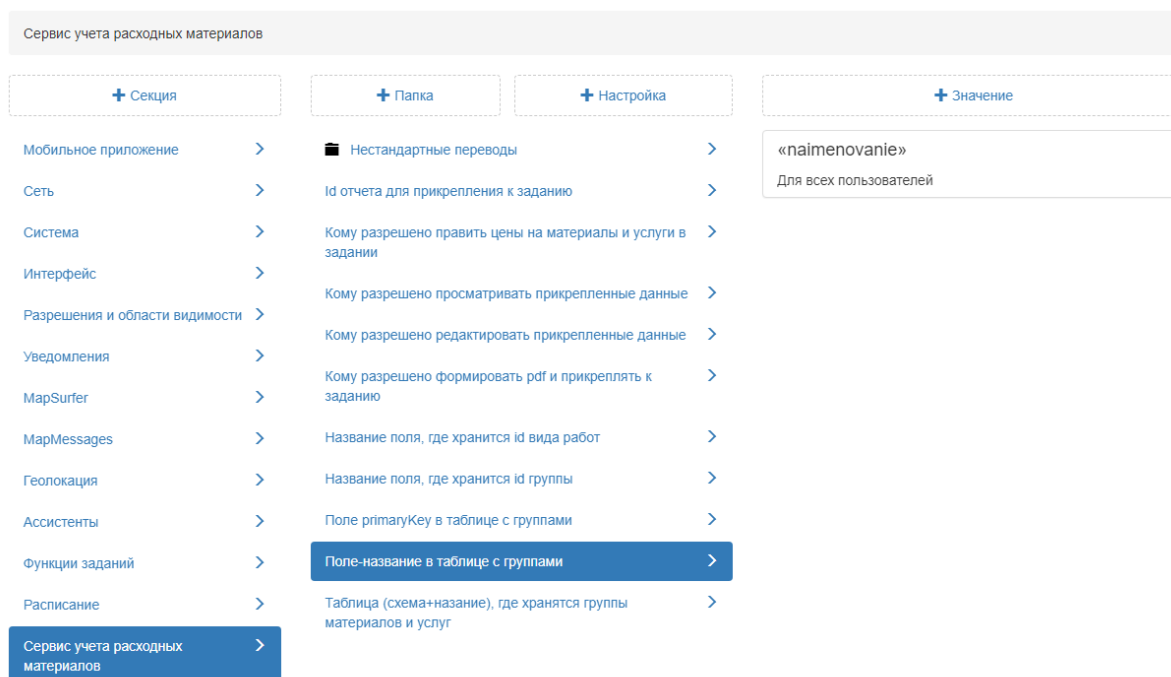 Сервис учета расходных материалов
Секция
Папка
Настройка
Значение
Мобильное приложение
Сеть
Система
Интерфейс
Разрешения и области видимости
Уведомления
MapSurfer
MapMessages
Геолокация
Ассистенты
Функции заданий
Расписание
Сервис учета расходных
материалов
Нестандартные переводы
Id отчета для прикрепления к заданию
Кому разрешено править цены на материалы и услуги в
задании
Кому разрешено просматривать прикрепленные данные
Кому разрешено редактировать прикрепленные данные
Кому разрешено формировать pdf и прикреплять к
заданию
Название поля, где хранится id вида работ
Название поля, где хранится id группы
Поле primaryKey в таблице с группами
Поле-название в таблице с группами
Таблица (схема+назание), где хранятся группы
материалов и услуг
«naimenovanie»
Для всех пользователей